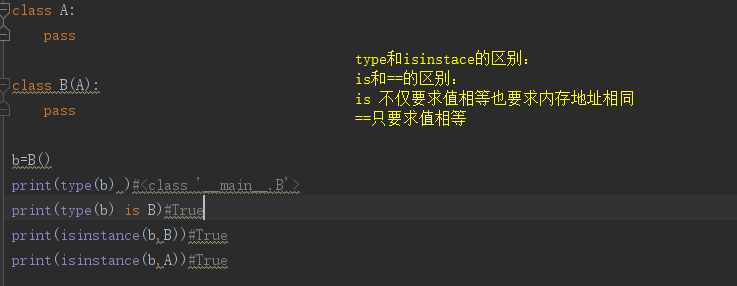 class A:
    pass
type和isinstace的区别:
is和==的区别:
class B(A):
is 不仅要求值相等也要求内存地址相同
    pass
==只要求值相等
b=B()
print(type(b) )#<class '__main__.B'>
print(type(b) is B)#True
print(isinstance(b,B))#True
print(isinstance(b,A))#True